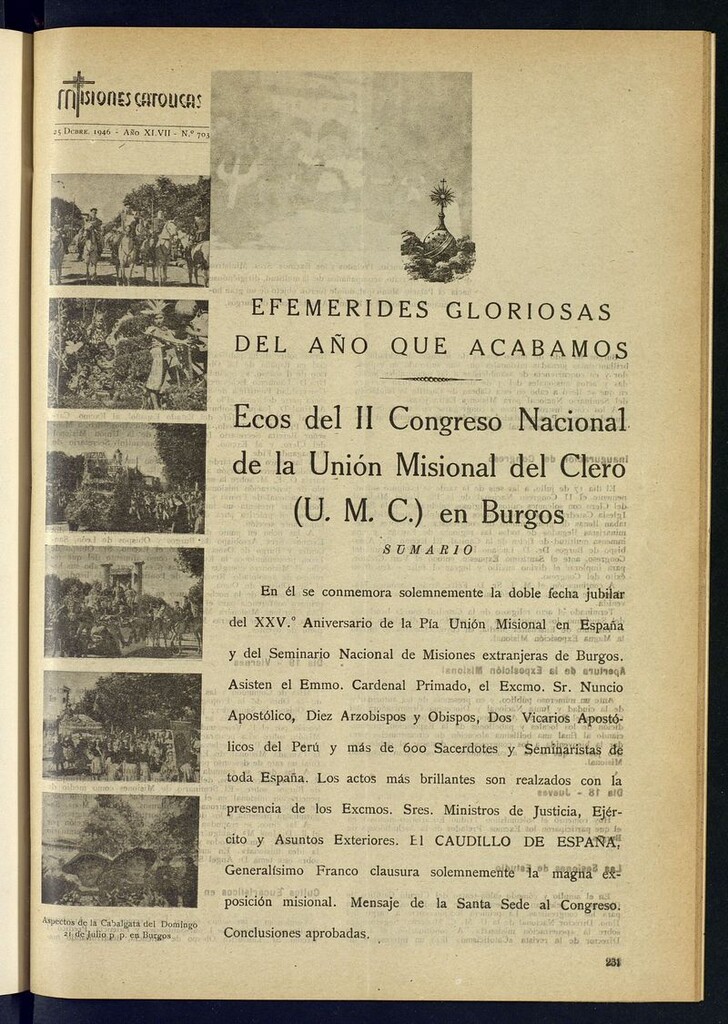 MISIONES CATOLICAS
25 DCBRE. 1946 - Año XLVII - N.º 703
EFEMERIDES GLORIOSAS
DEL AÑO QUE ACABAMOS
Ecos del II Congreso Nacional
de la Unión Misional del Clero
(U. M. C.) en Burgos
SUMARIO
En él se conmemora solemnemente la doble fecha jubilar
del XXV.º Aniversario de la Pía Unión Misional en España
y del Seminario Nacional de Misiones extranjeras de Burgos.
Asisten el Emmo. Cardenal Primado, el Excmo. Sr. Nuncio
Apostólico, Diez Arzobispos y Obispos, Dos Vicarios Apostó-
licos del Perú y más de 600 Sacerdotes y Seminaristas de
toda España. Los actos más brillantes son realzados con la
presencia de los Excmos. Sres. Ministros de Justicia, Ejér-
cito y Asuntos Exteriores. El CAUDILLO DE ESPAÑA,
Generalísimo Franco clausura solemnemente la magna ex-
posición misional. Mensaje de la Santa Sede al Congreso.
Conclusiones aprobadas.
Aspectos de la Cabalgata del Domingo
21 de Julio p. p. en Burgos
231